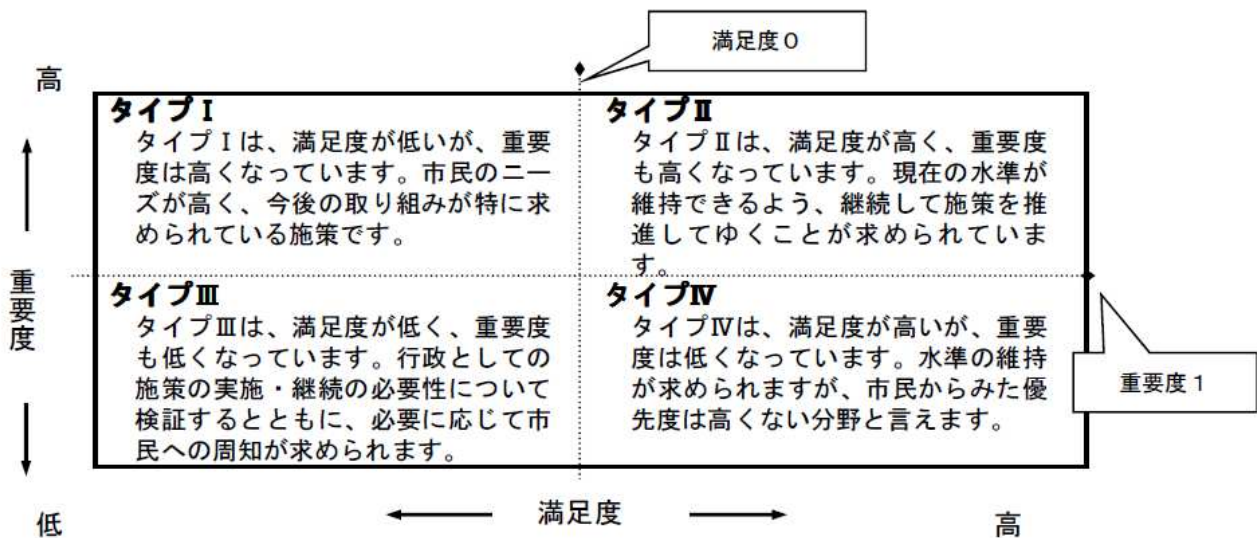 満足度０
高
タイプⅠ
タイプⅠは、満足度が低いが、重要
度は高くなっています。市民のニー
ズが高く、今後の取り組みが特に求
められている施策です。
タイプⅡ
タイプⅡは、満足度が高く、重要度
も高くなっています。現在の水準が
維持できるよう、継続して施策を推
進してゆくことが求められていま
す。
重要度
タイプⅢ
タイプⅢは、満足度が低く、重要度
も低くなっています。行政としての
施策の実施・継続の必要性について
検証するとともに、必要に応じて市
民への周知が求められます。
タイプⅣ
タイプⅣは、満足度が高いが、重要
度は低くなっています。水準の維持
が求められますが、市民からみた優
先度は高くない分野と言えます。
重要度１
低
満足度
高